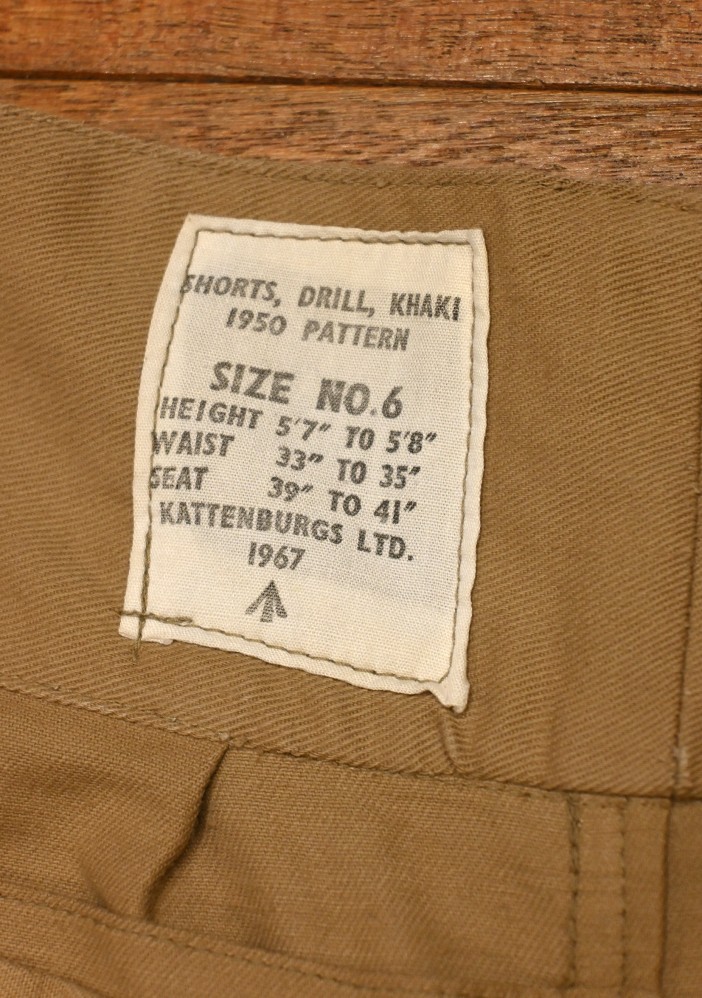 SHORTS, DRILL, KHAKI
1950 PATTERN
SIZE NO.6
HEIGHT 5'7" TO 5'8"
WAIST 33" TO 35"
SEAT 39" TO 41"
KATTENBURGS LTD.
1967